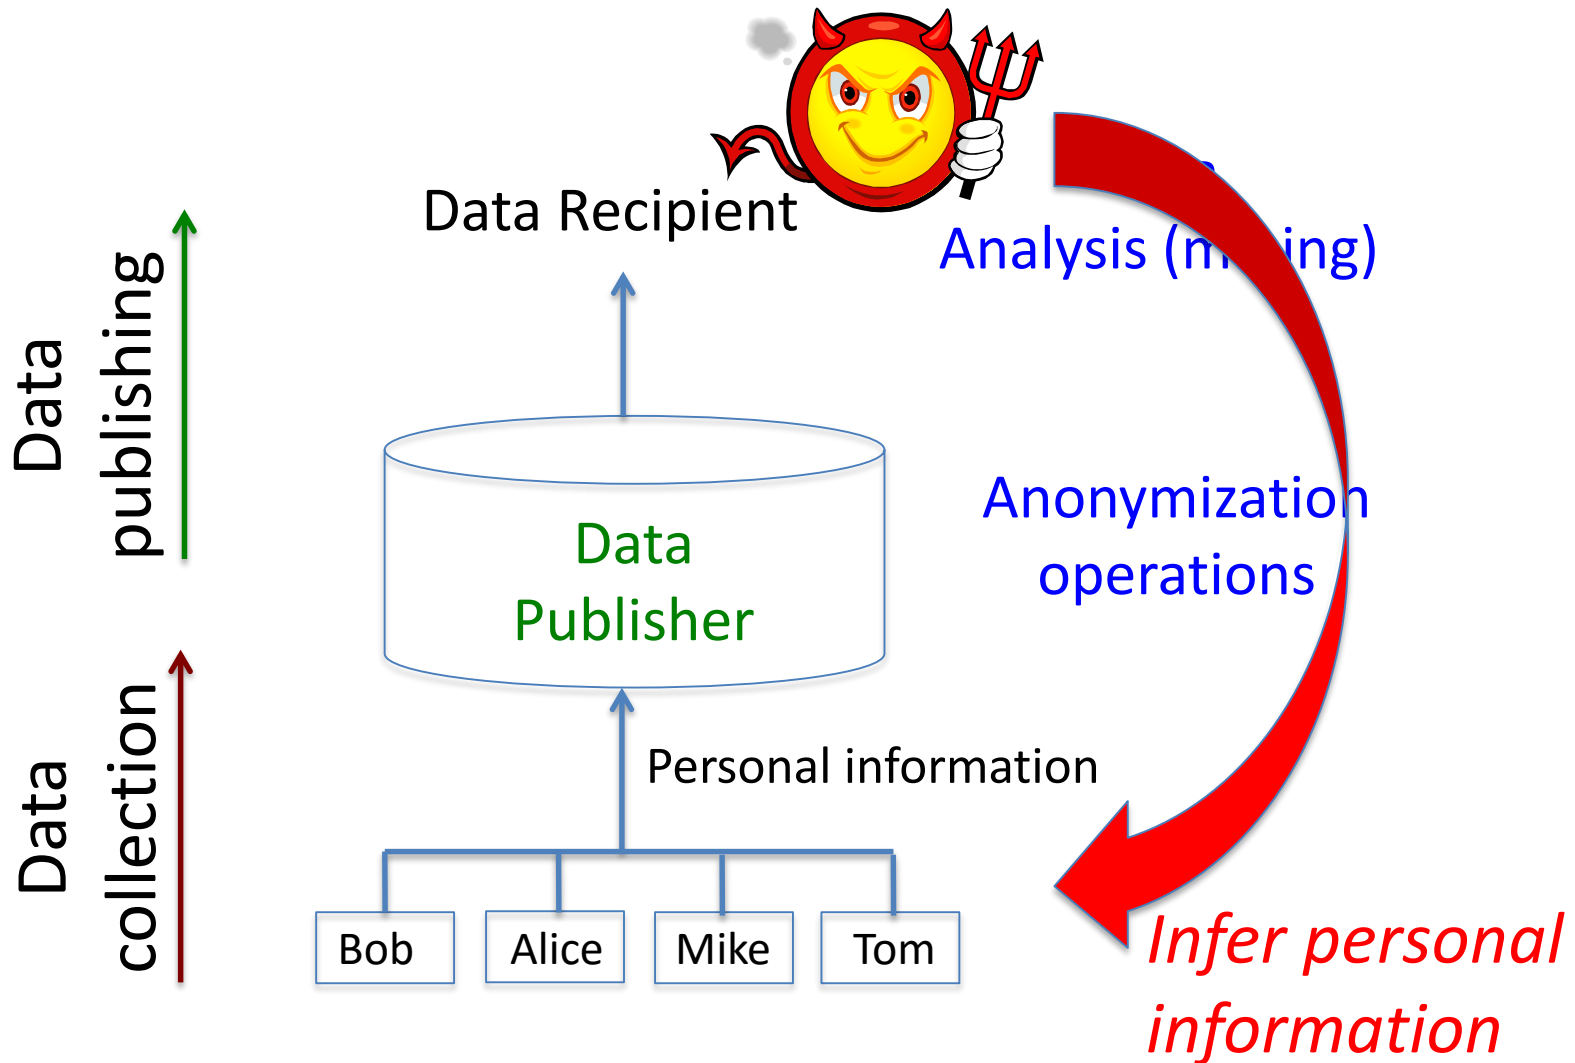 Data Recipient
Analysis (mining)
Data
publishing
Anonymization
operations
Data
Publisher
Data
collection
Personal information
Bob
Alice
Mike
Tom
Infer personal
information